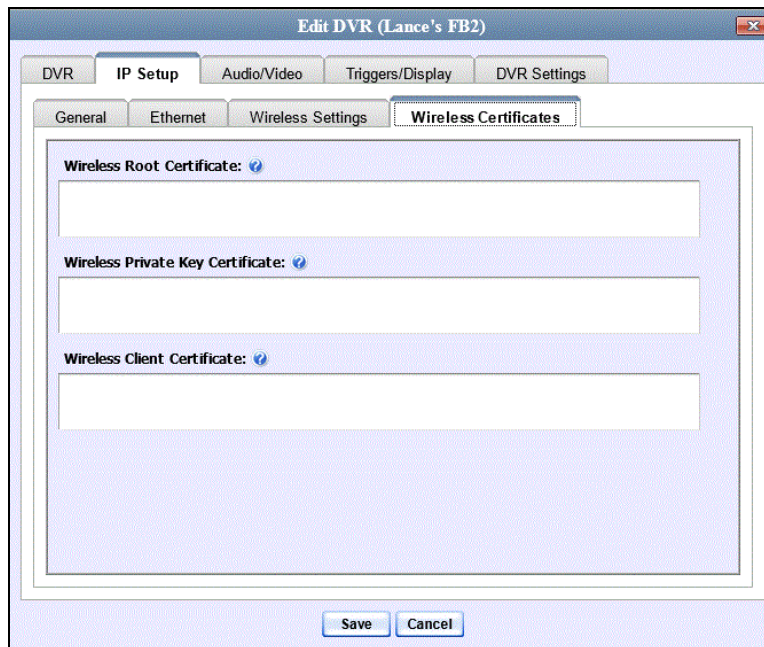 Edit DVR (Lance's FB2)
DVR IP Setup Audio/Video Triggers/Display DVR Settings
General Ethernet Wireless Settings Wireless Certificates
Wireless Root Certificate: ?
Wireless Private Key Certificate: ?
Wireless Client Certificate: ?
Save Cancel